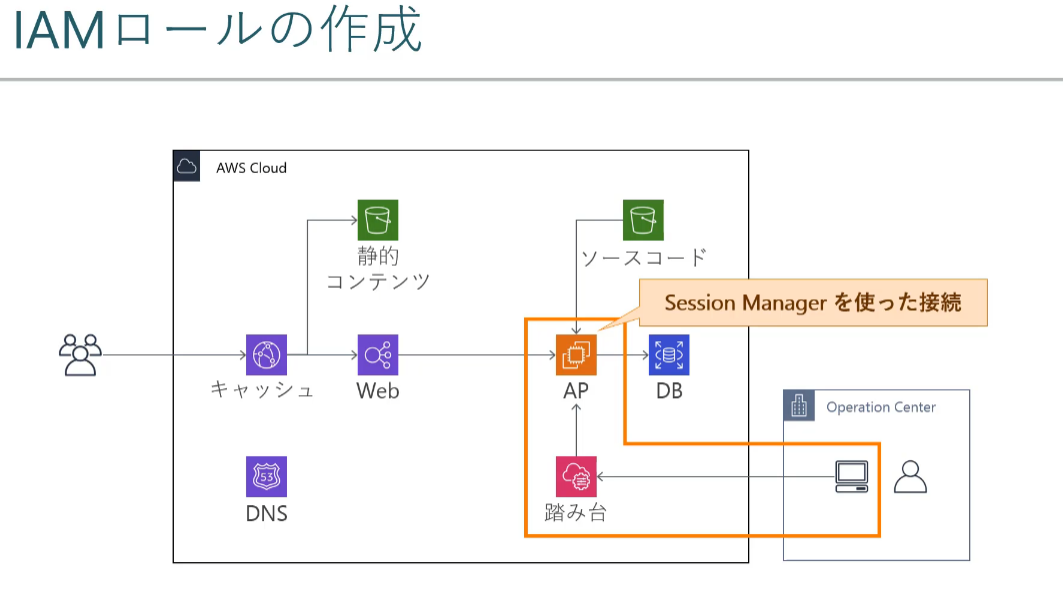 IAMロールの作成
AWS Cloud
静的
コンテンツ
ソースコード
Session Manager を使った接続
キャッシュ
Web
AP
DB
Operation Center
53
DNS
踏み台